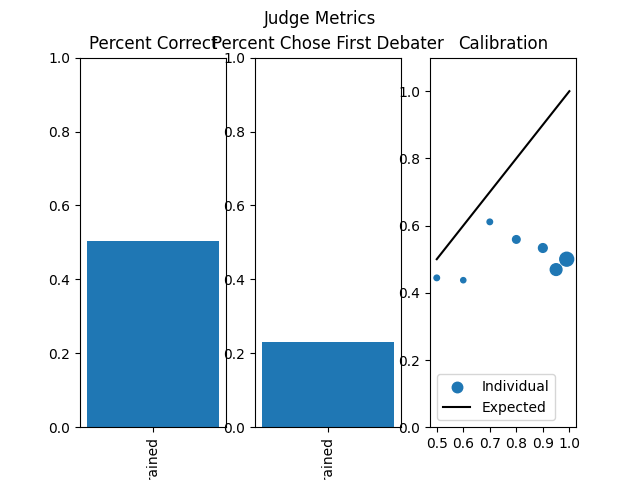 Judge Metrics
Percent Correct
Percent Chose First Debater
Calibration
1.0
0.8
0.6
0.4
0.2
0.0
rained
1.0
0.8
0.6
0.4
0.2
0.0
rained
1.0
0.8
0.6
0.4
0.2
0.0
Individual
Expected
0.5 0.6 0.7 0.8 0.9 1.0